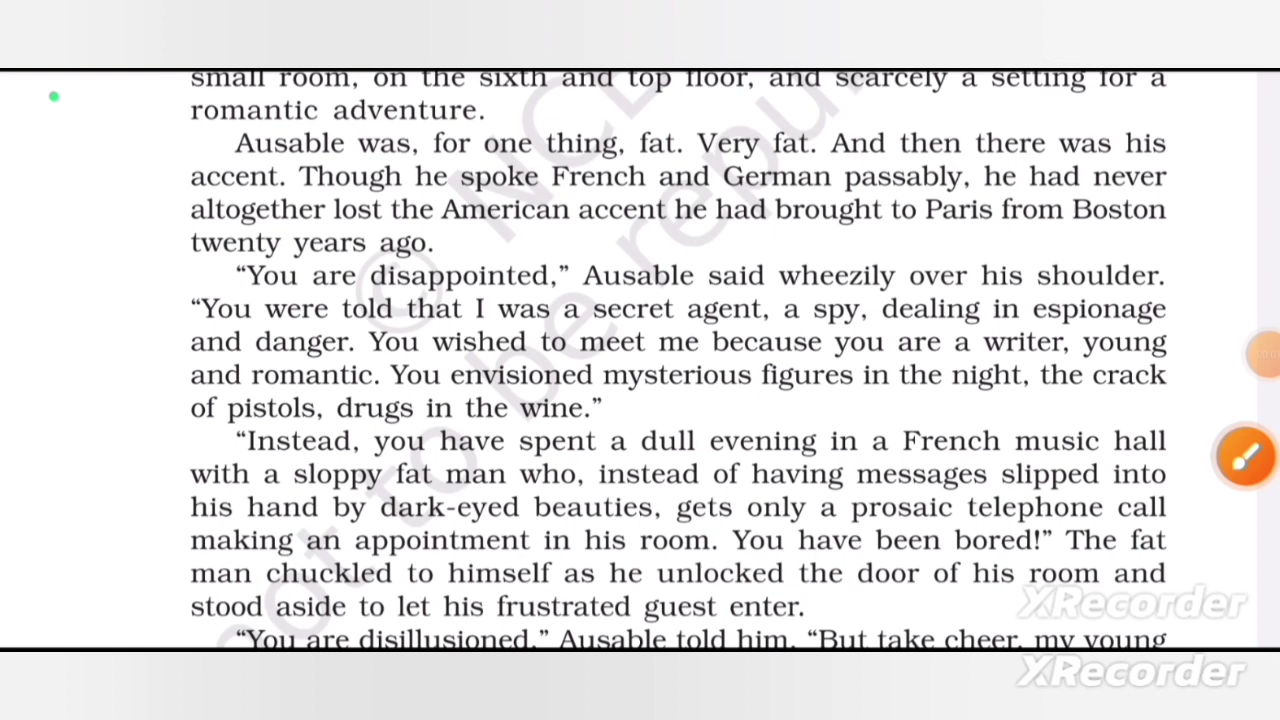 small room, on the sixth and top floor, and scarcely a setting for a
romantic adventure.
Ausable was, for one thing, fat. Very fat. And then there was his
accent. Though he spoke French and German passably, he had never
altogether lost the American accent he had brought to Paris from Boston
twenty years ago.
“You are disappointed,” Ausable said wheezily over his shoulder.
“You were told that I was a secret agent, a spy, dealing in espionage
and danger. You wished to meet me because you are a writer, young
and romantic. You envisioned mysterious figures in the night, the crack
of pistols, drugs in the wine.”
“Instead, you have spent a dull evening in a French music hall
with a sloppy fat man who, instead of having messages slipped into
his hand by dark-eyed beauties, gets only a prosaic telephone call
making an appointment in his room. You have been bored!” The fat
man chuckled to himself as he unlocked the door of his room and
stood aside to let his frustrated guest enter.
“You are disillusioned,” Ausable told him. “But take cheer, my young
© NCE
not to be repu
XRecorder
XRecorder